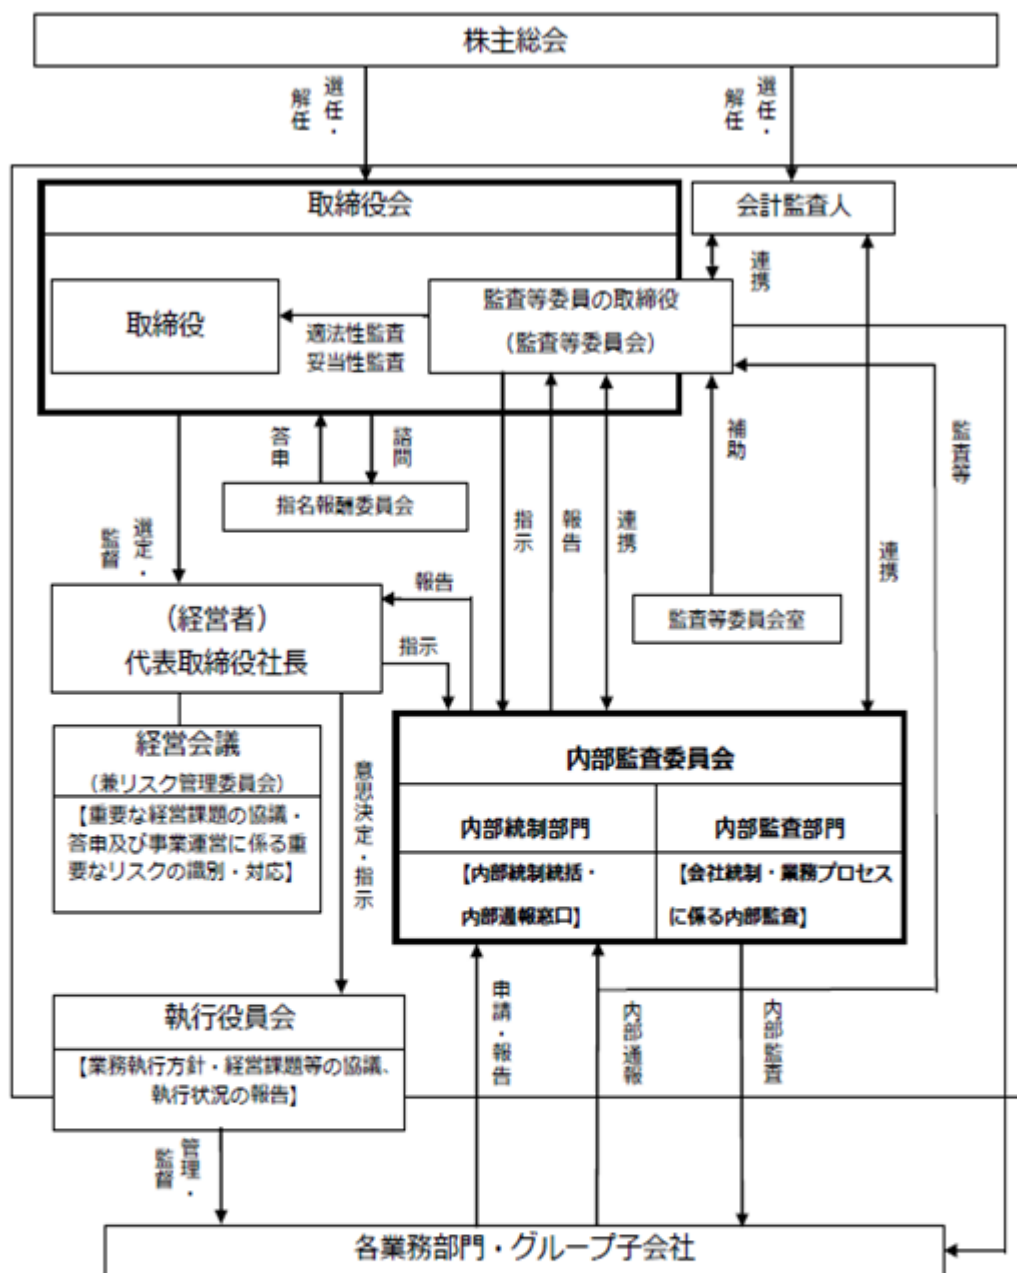 株主総会
選任・
解任
選任・
解任
取締役会
会計監査人
連携
取締役
適法性監査
妥当性監査
監査等委員の取締役
（監査等委員会）
答申
諮問
指名報酬委員会
補助
監査等
選定・
監督
指示
報告
連携
連携
監査等委員会室
（経営者）
代表取締役社長
報告
指示
経営会議
（兼リスク管理委員会）
【重要な経営課題の協議・
答申及び事業運営に係る重
要なリスクの識別・対応】
意思決定・指示
内部監査委員会
内部統制部門
【内部統制統括・
内部通報窓口】
内部監査部門
【会社統制・業務プロセス
に係る内部監査】
執行役員会
【業務執行方針・経営課題等の協議、
執行状況の報告】
申請・報告
内部通報
内部監査
管理・
監督
各業務部門・グループ子会社